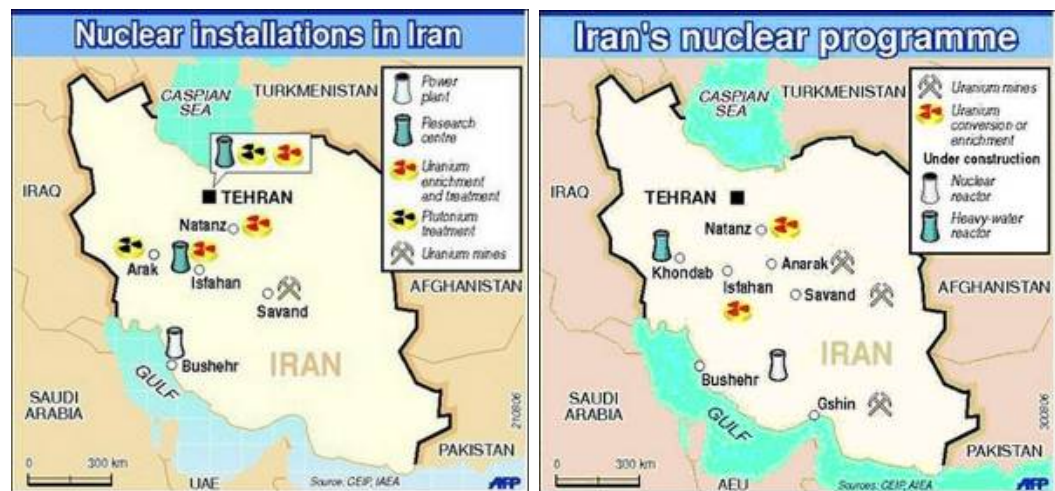 Nuclear installations in Iran
CASPIAN
SEA
TURKMENISTAN
Power
plant
Research
centre
Uranium
enrichment
and treatment
Plutonium
treatment
Uranium mines
IRAQ
TEHRAN
Natanz
Arak
Isfahan
AFGHANISTAN
Savand
IRAN
Bushehr
GULF
SAUDI
ARABIA
210806
PAKISTAN
0 300 km
UAE
Source: CEIP, IAEA
AFP
Iran's nuclear programme
CASPIAN
SEA
TURKMENISTAN
Uranium mines
Uranium
conversion or
enrichment
Under construction
Nuclear
reactor
Heavy-water
reactor
IRAQ
TEHRAN
Natanz
Khondab
Anarak
Isfahan
Savand
AFGHANISTAN
IRAN
Bushehr
Gshin
GULF
SAUDI
ARABIA
300806
PAKISTAN
0 300 km
AEU
Sources: CEIP, AIEA
AFP